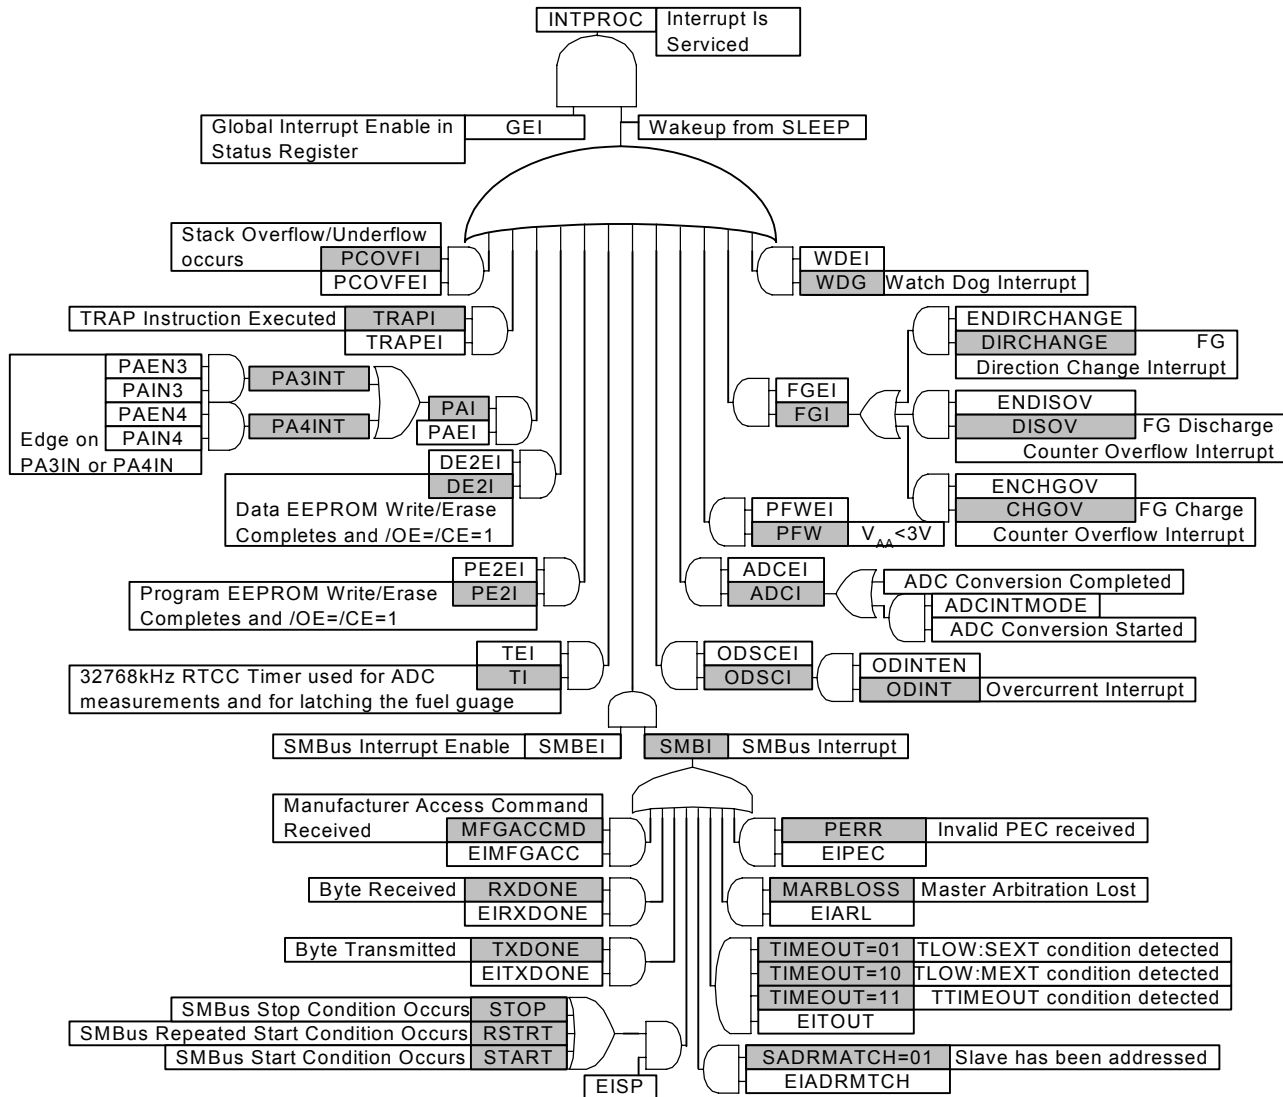 INTPROC
Interrupt Is
Serviced
Global Interrupt Enable in
Status Register
GEI
Wakeup from SLEEP
Stack Overflow/Underflow
occurs
PCOVFI
PCOVFEI
WDEI
WDG
Watch Dog Interrupt
TRAP Instruction Executed
TRAPI
TRAPEI
ENDIRCHANGE
DIRCHANGE
FG
Direction Change Interrupt
PAEN3
PAIN3
PAEN4
PAIN4
Edge on
PA3IN or PA4IN
PA3INT
PA4INT
PAI
PAEI
FGEI
FGI
ENDISOV
DISOV
FG Discharge
Counter Overflow Interrupt
DE2EI
DE2I
Data EEPROM Write/Erase
Completes and /OE=/CE=1
ENCHGOV
CHGOV
FG Charge
Counter Overflow Interrupt
PFWEI
PFW
VAA<3V
PE2EI
PE2I
Program EEPROM Write/Erase
Completes and /OE=/CE=1
ADCEI
ADCI
ADC Conversion Completed
ADCINTMODE
ADC Conversion Started
TEI
TI
32768kHz RTCC Timer used for ADC
measurements and for latching the fuel guage
ODSCEI
ODSCI
ODINTEN
ODINT
Overcurrent Interrupt
SMBus Interrupt Enable
SMBEI
SMBI
SMBus Interrupt
Manufacturer Access Command
Received
MFGACCMD
EIMFGACC
PERR
Invalid PEC received
EIPEC
Byte Received
RXDONE
EIRXDONE
MARBLOSS
Master Arbitration Lost
EIARL
Byte Transmitted
TXDONE
EITXDONE
TIMEOUT=01
TLOW:SEXT condition detected
TIMEOUT=10
TLOW:MEXT condition detected
TIMEOUT=11
TTIMEOUT condition detected
EITOUT
SMBus Stop Condition Occurs
STOP
SMBus Repeated Start Condition Occurs
RSTRT
SMBus Start Condition Occurs
START
EISP
SADRMATCH=01
Slave has been addressed
EIADRMTCH